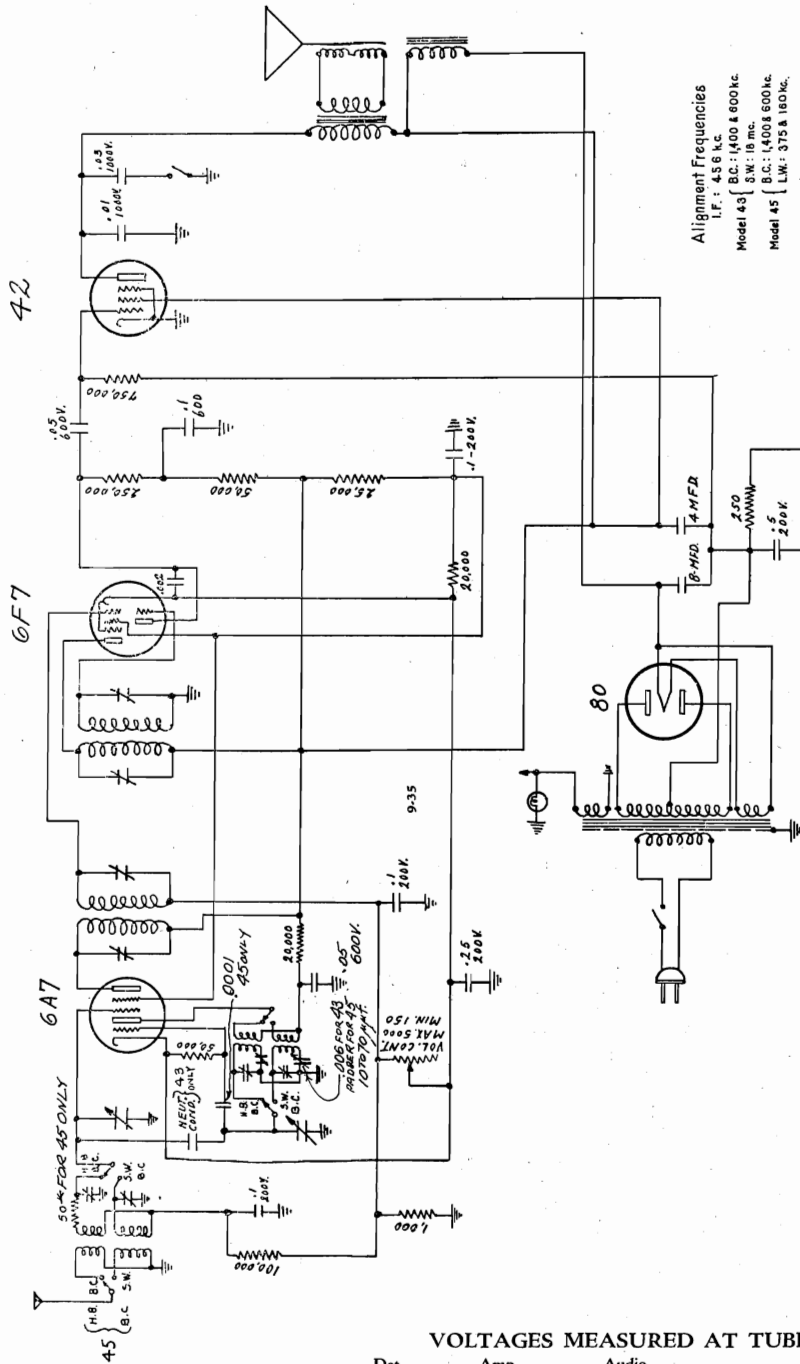 42
.05
1000V.
.01
1000V.
750,000
.05
600V.
.1
600
250,000
50,000
25,000
.1-200V.
20,000
6F7
.002
Alignment Frequencies
I.F.: 456 kc.
Model 43 { B.C.: 1,400 & 600 kc.
S.W.: 18 mc.
Model 45 { B.C.: 1,400 & 600 kc.
L.W.: 375 & 160 kc.
4 MFD.
8-MFD.
250
.5
200V.
80
9-35
6A7
50~ FOR 45 ONLY
H.B.
B.C.
S.W.
B.C.
NEUT.
COND.
} 43
ONLY
50,000
.0001
45 ONLY
20,000
.05
600V.
.006 FOR 43
PADDER FOR 45
10 TO 70 MMF.
H.B.
B.C.
S.W.
B.C.
.1
200V.
.25
200V.
VOL. CONT.
MAX. 5000
MIN. 150
1,000
100,000
.1
200V.
45 { H.B.
B.C.
B.C.
S.W.
VOLTAGES MEASURED AT TUBE
Det. Amp. Audio